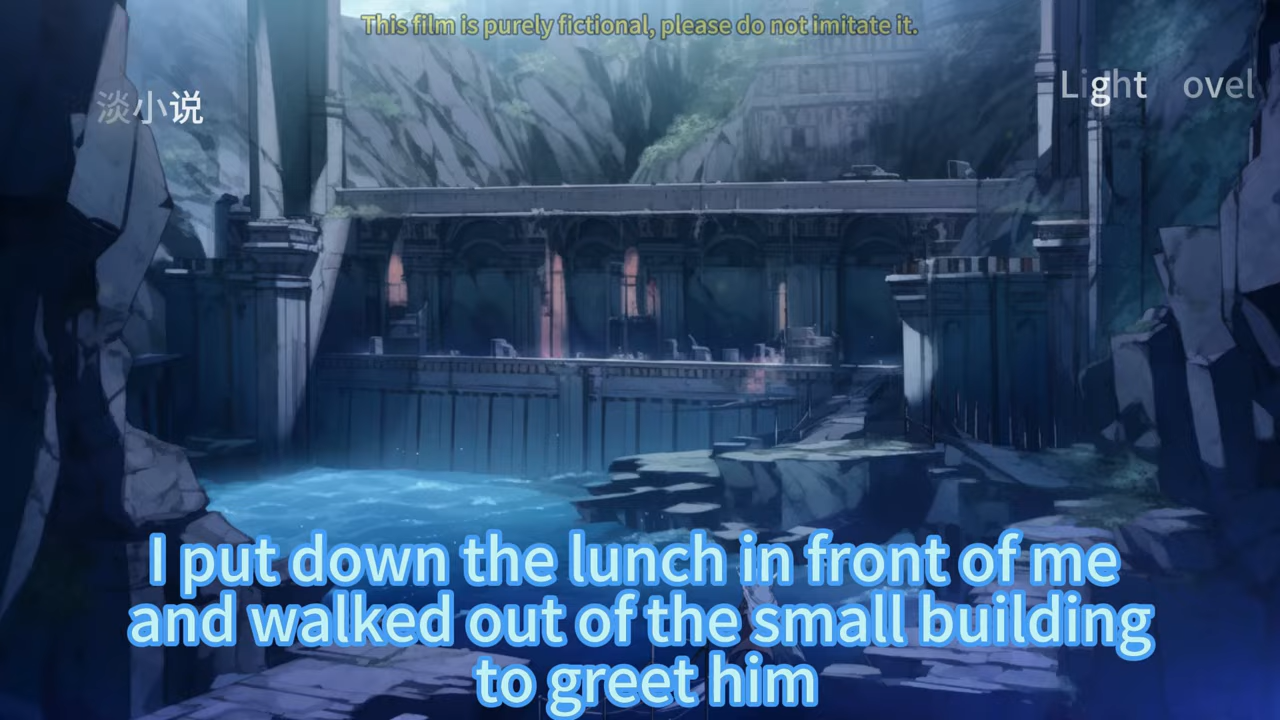 This film is purely fictional, please do not imitate it.
淡小说
Light ovel
I put down the lunch in front of me
and walked out of the small building
to greet him